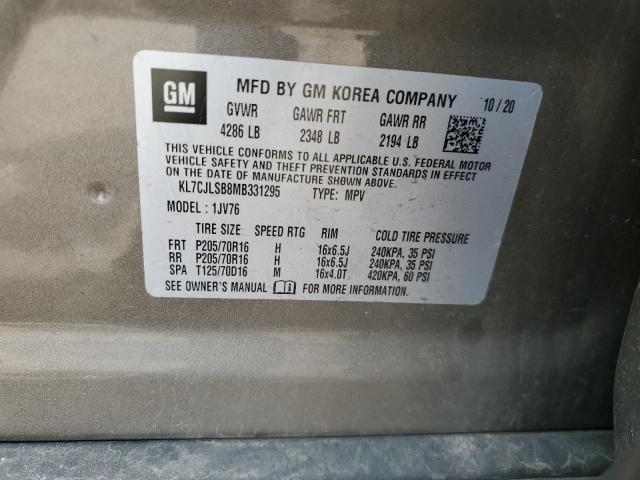 GM
MFD BY GM KOREA COMPANY 10/20
GVWR GAWR FRT GAWR RR
4286 LB 2348 LB 2194 LB
THIS VEHICLE CONFORMS TO ALL APPLICABLE U.S. FEDERAL MOTOR
VEHICLE SAFETY AND THEFT PREVENTION STANDARDS IN EFFECT
ON THE DATE OF MANUFACTURE SHOWN ABOVE.
KL7CJLSB8MB331295 TYPE: MPV
MODEL : 1JV76
TIRE SIZE SPEED RTG RIM COLD TIRE PRESSURE
FRT P205/70R16 H 16x6.5J 240KPA, 35 PSI
RR P205/70R16 H 16x6.5J 240KPA, 35 PSI
SPA T125/70D16 M 16x4.0T 420KPA, 60 PSI
SEE OWNER'S MANUAL FOR MORE INFORMATION